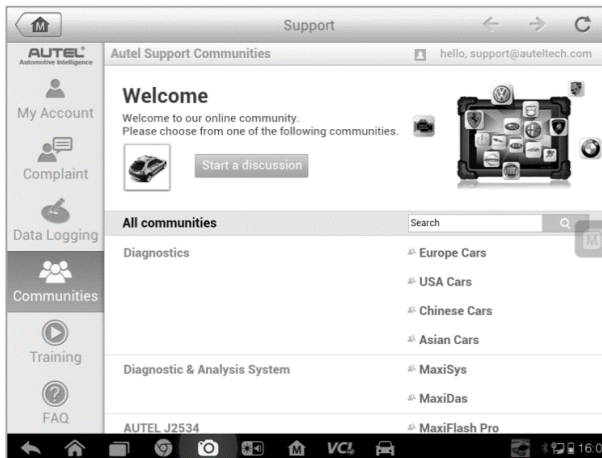 Support
AUTEL®
Automotive Intelligence
Autel Support Communities
hello, support@auteltech.com
My Account
Complaint
Data Logging
Communities
Training
FAQ
Welcome
Welcome to our online community.
Please choose from one of the following communities.
Start a discussion
All communities
Search
Diagnostics
Europe Cars
USA Cars
Chinese Cars
Asian Cars
Diagnostic & Analysis System
MaxiSys
MaxiDas
AUTEL J2534
MaxiFlash Pro
VCI
16:0